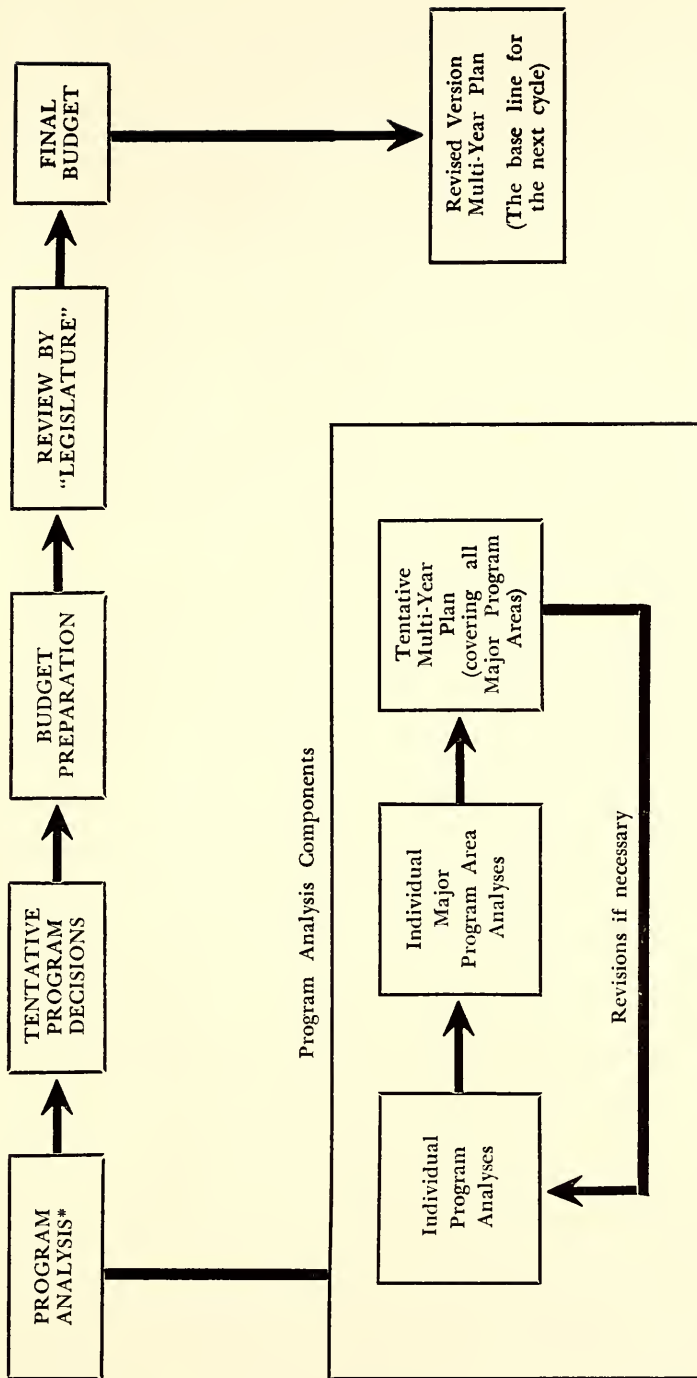 PROGRAM
ANALYSIS*
TENTATIVE
PROGRAM
DECISIONS
BUDGET
PREPARATION
REVIEW BY
“LEGISLATURE”
FINAL
BUDGET
Program Analysis Components
Individual
Program
Analyses
Individual
Major
Program Area
Analyses
Tentative
Multi-Year
Plan
(covering all
Major Program
Areas)
Revisions if necessary
Revised Version
Multi-Year Plan
(The base line for
the next cycle)